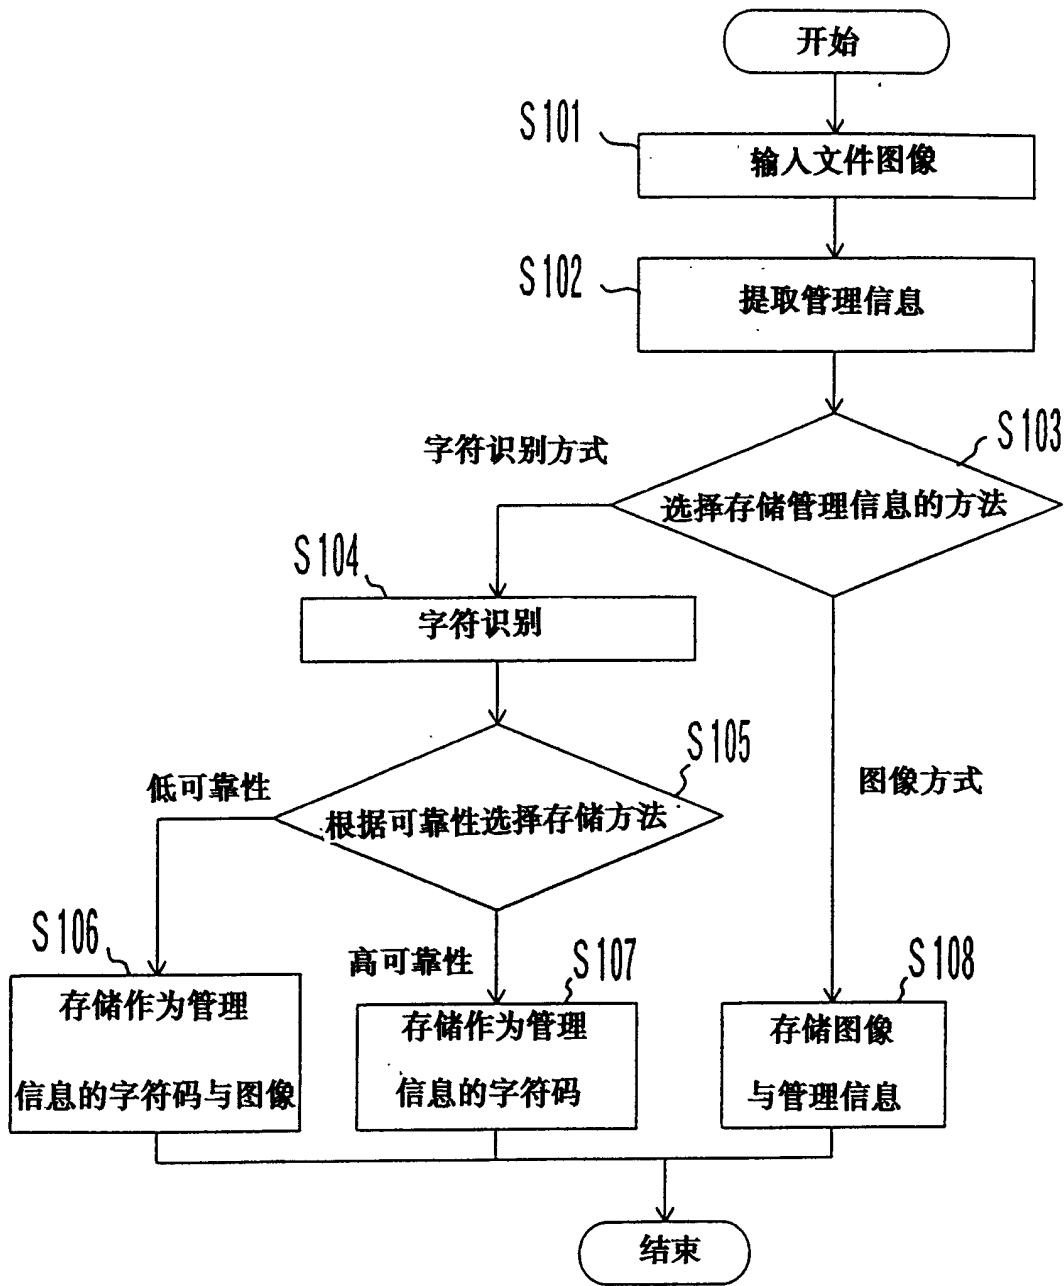 开始
S101
输入文件图像
S102
提取管理信息
S103
字符识别方式
选择存储管理信息的方法
S104
字符识别
S105
低可靠性
图像方式
根据可靠性选择存储方法
S106
高可靠性
S107
S108
存储作为管理
信息的字符码与图像
存储作为管理
信息的字符码
存储图像
与管理信息
结束